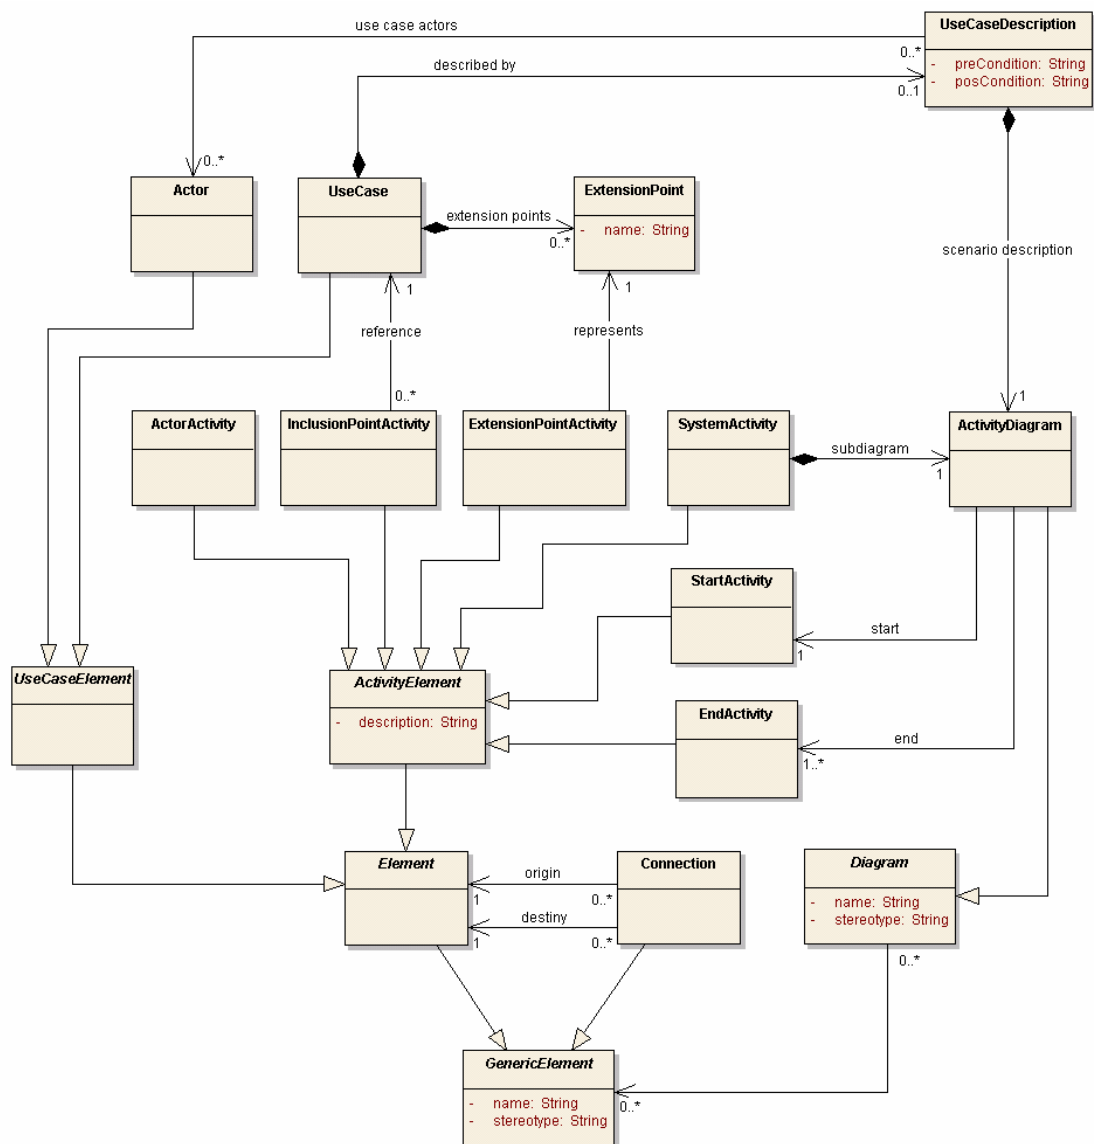 use case actors
UseCaseDescription
0..*
- preCondition: String
described by
- posCondition: String
0..1
0..*
Actor
UseCase
ExtensionPoint
extension points
- name: String
0..*
scenario description
1
1
reference
represents
0..*
1
ActorActivity
InclusionPointActivity
ExtensionPointActivity
SystemActivity
ActivityDiagram
subdiagram
1
StartActivity
start
1
UseCaseElement
ActivityElement
- description: String
EndActivity
end
1..*
Element
Connection
Diagram
origin
1
0..*
- name: String
destiny
- stereotype: String
1
0..*
0..*
GenericElement
- name: String
0..*
- stereotype: String